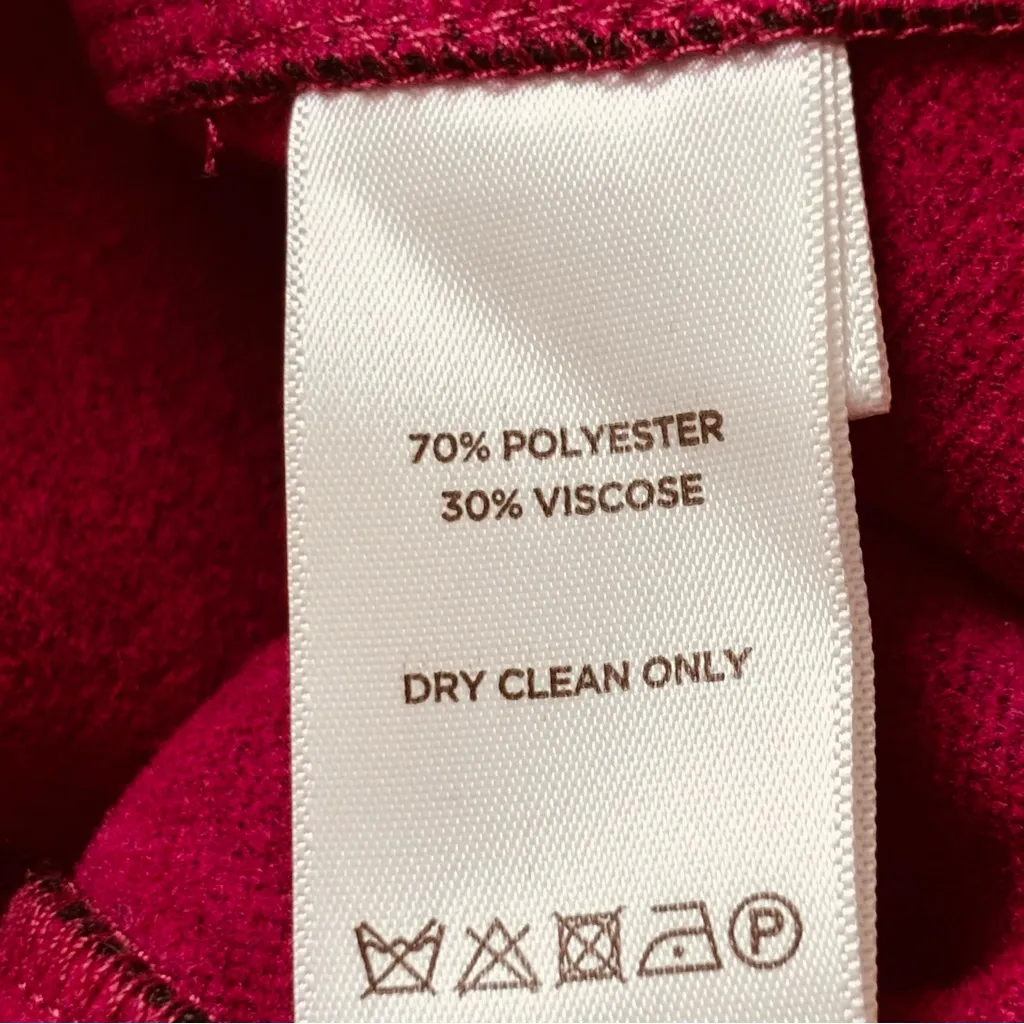 70% POLYESTER
30% VISCOSE
DRY CLEAN ONLY
P